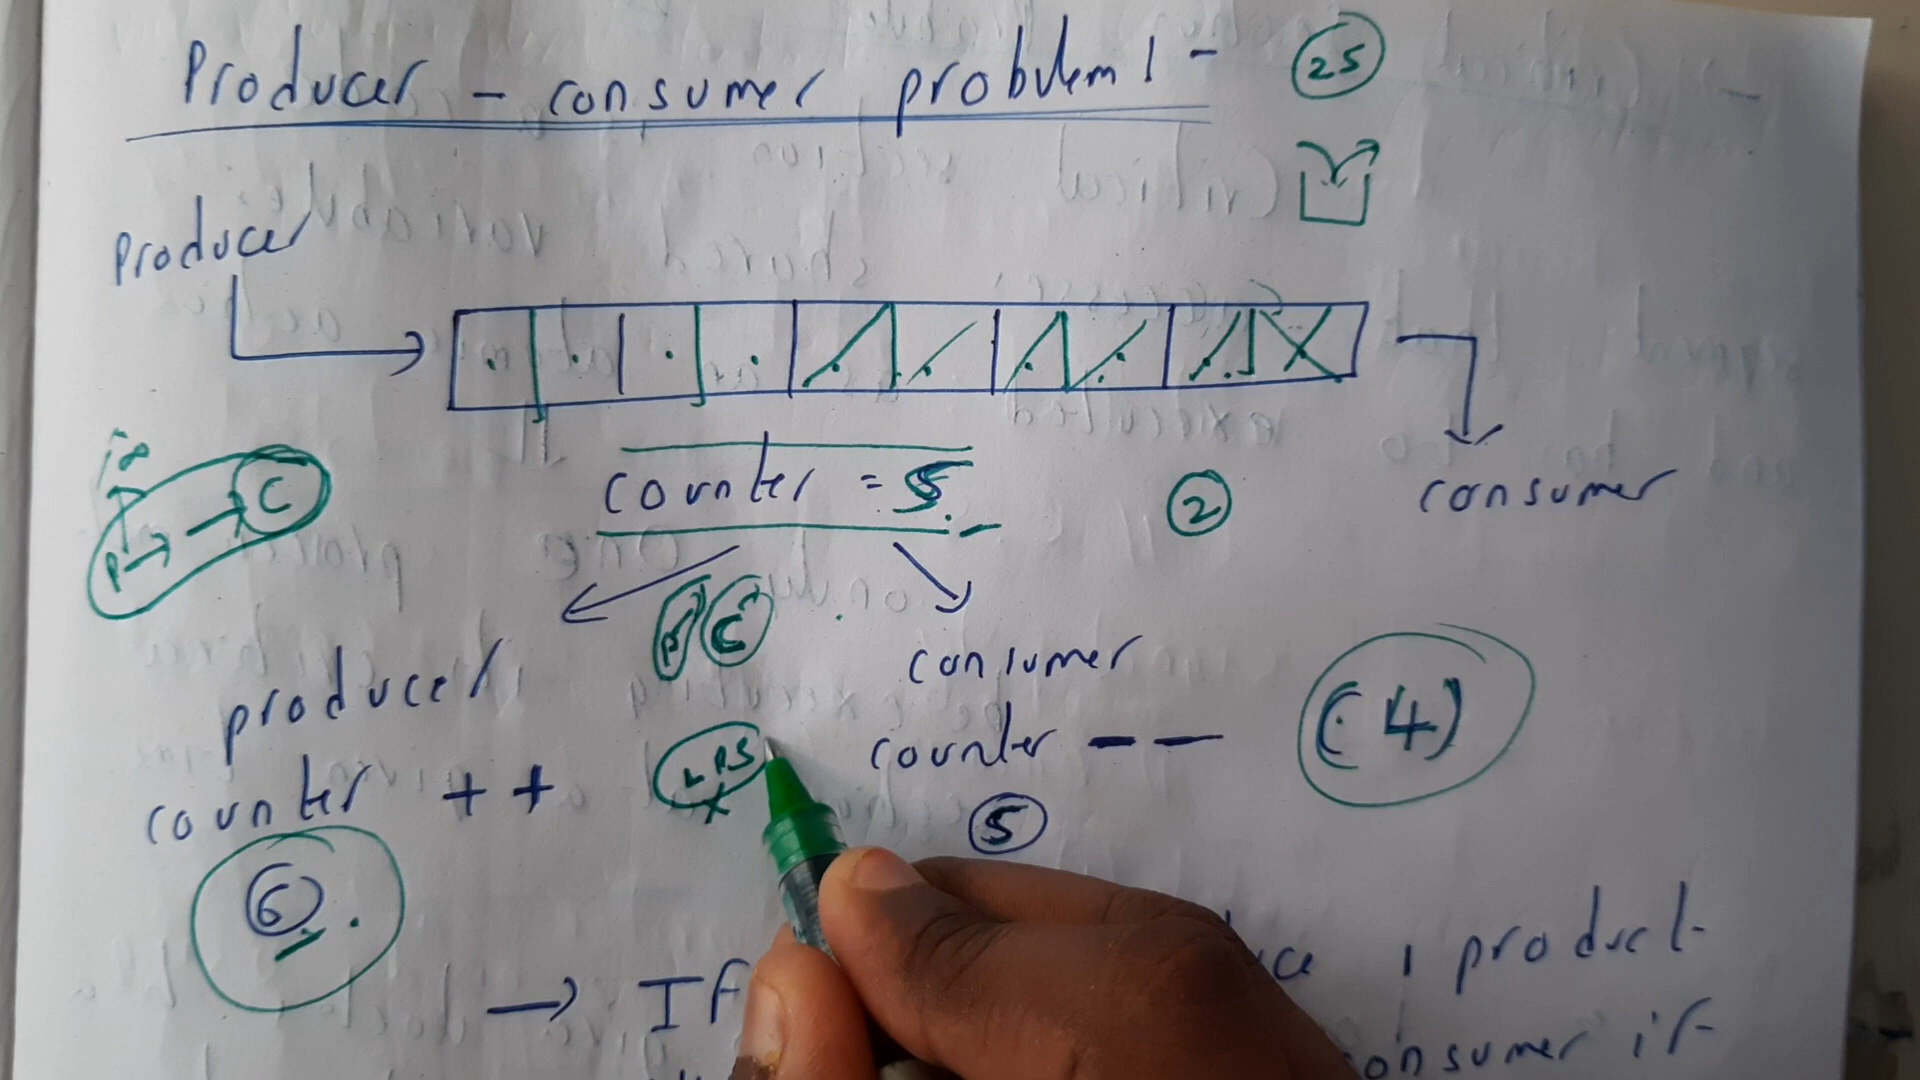 Producer - consumer problem :- 25
Producer
counter = 5
2
consumer
P C
C
P
producer
consumer
counter ++
counter --
(4)
5
6
→ If 1 product
consumer if